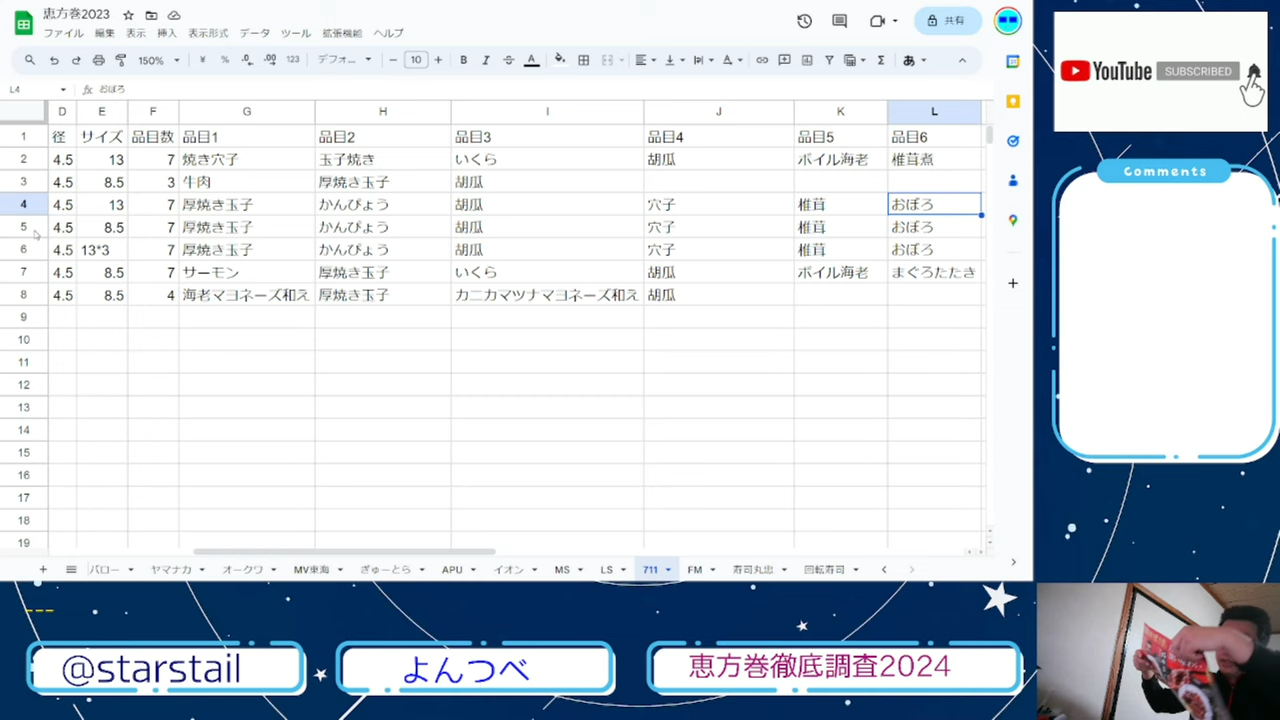 恵方巻2023
ファイル 編集 表示 挿入 表示形式 データ ツール 拡張機能 ヘルプ
共有
150% ¥ % .0 .00 123 デフォ... 10 B I A あ
L4 fx おぼろ
D E F G H I J K L
1 径 サイズ 品目数 品目1 品目2 品目3 品目4 品目5 品目6
2 4.5 13 7 焼き穴子 玉子焼き いくら 胡瓜 ボイル海老 椎茸煮
3 4.5 8.5 3 牛肉 厚焼き玉子 胡瓜
4 4.5 13 7 厚焼き玉子 かんぴょう 胡瓜 穴子 椎茸 おぼろ
5 4.5 8.5 7 厚焼き玉子 かんぴょう 胡瓜 穴子 椎茸 おぼろ
6 4.5 13*3 7 厚焼き玉子 かんぴょう 胡瓜 穴子 椎茸 おぼろ
7 4.5 8.5 7 サーモン 厚焼き玉子 いくら 胡瓜 ボイル海老 まぐろたたき
8 4.5 8.5 4 海老マヨネーズ和え 厚焼き玉子 カニカマツナマヨネーズ和え 胡瓜
9
10
11
12
13
14
15
16
17
18
19
バロー ヤマナカ オークワ MV東海 ぎゅーとら APU イオン MS LS 711 FM 寿司丸忠 回転寿司
YouTube SUBSCRIBED
Comments
@starstail
よんつべ
恵方巻徹底調査2024